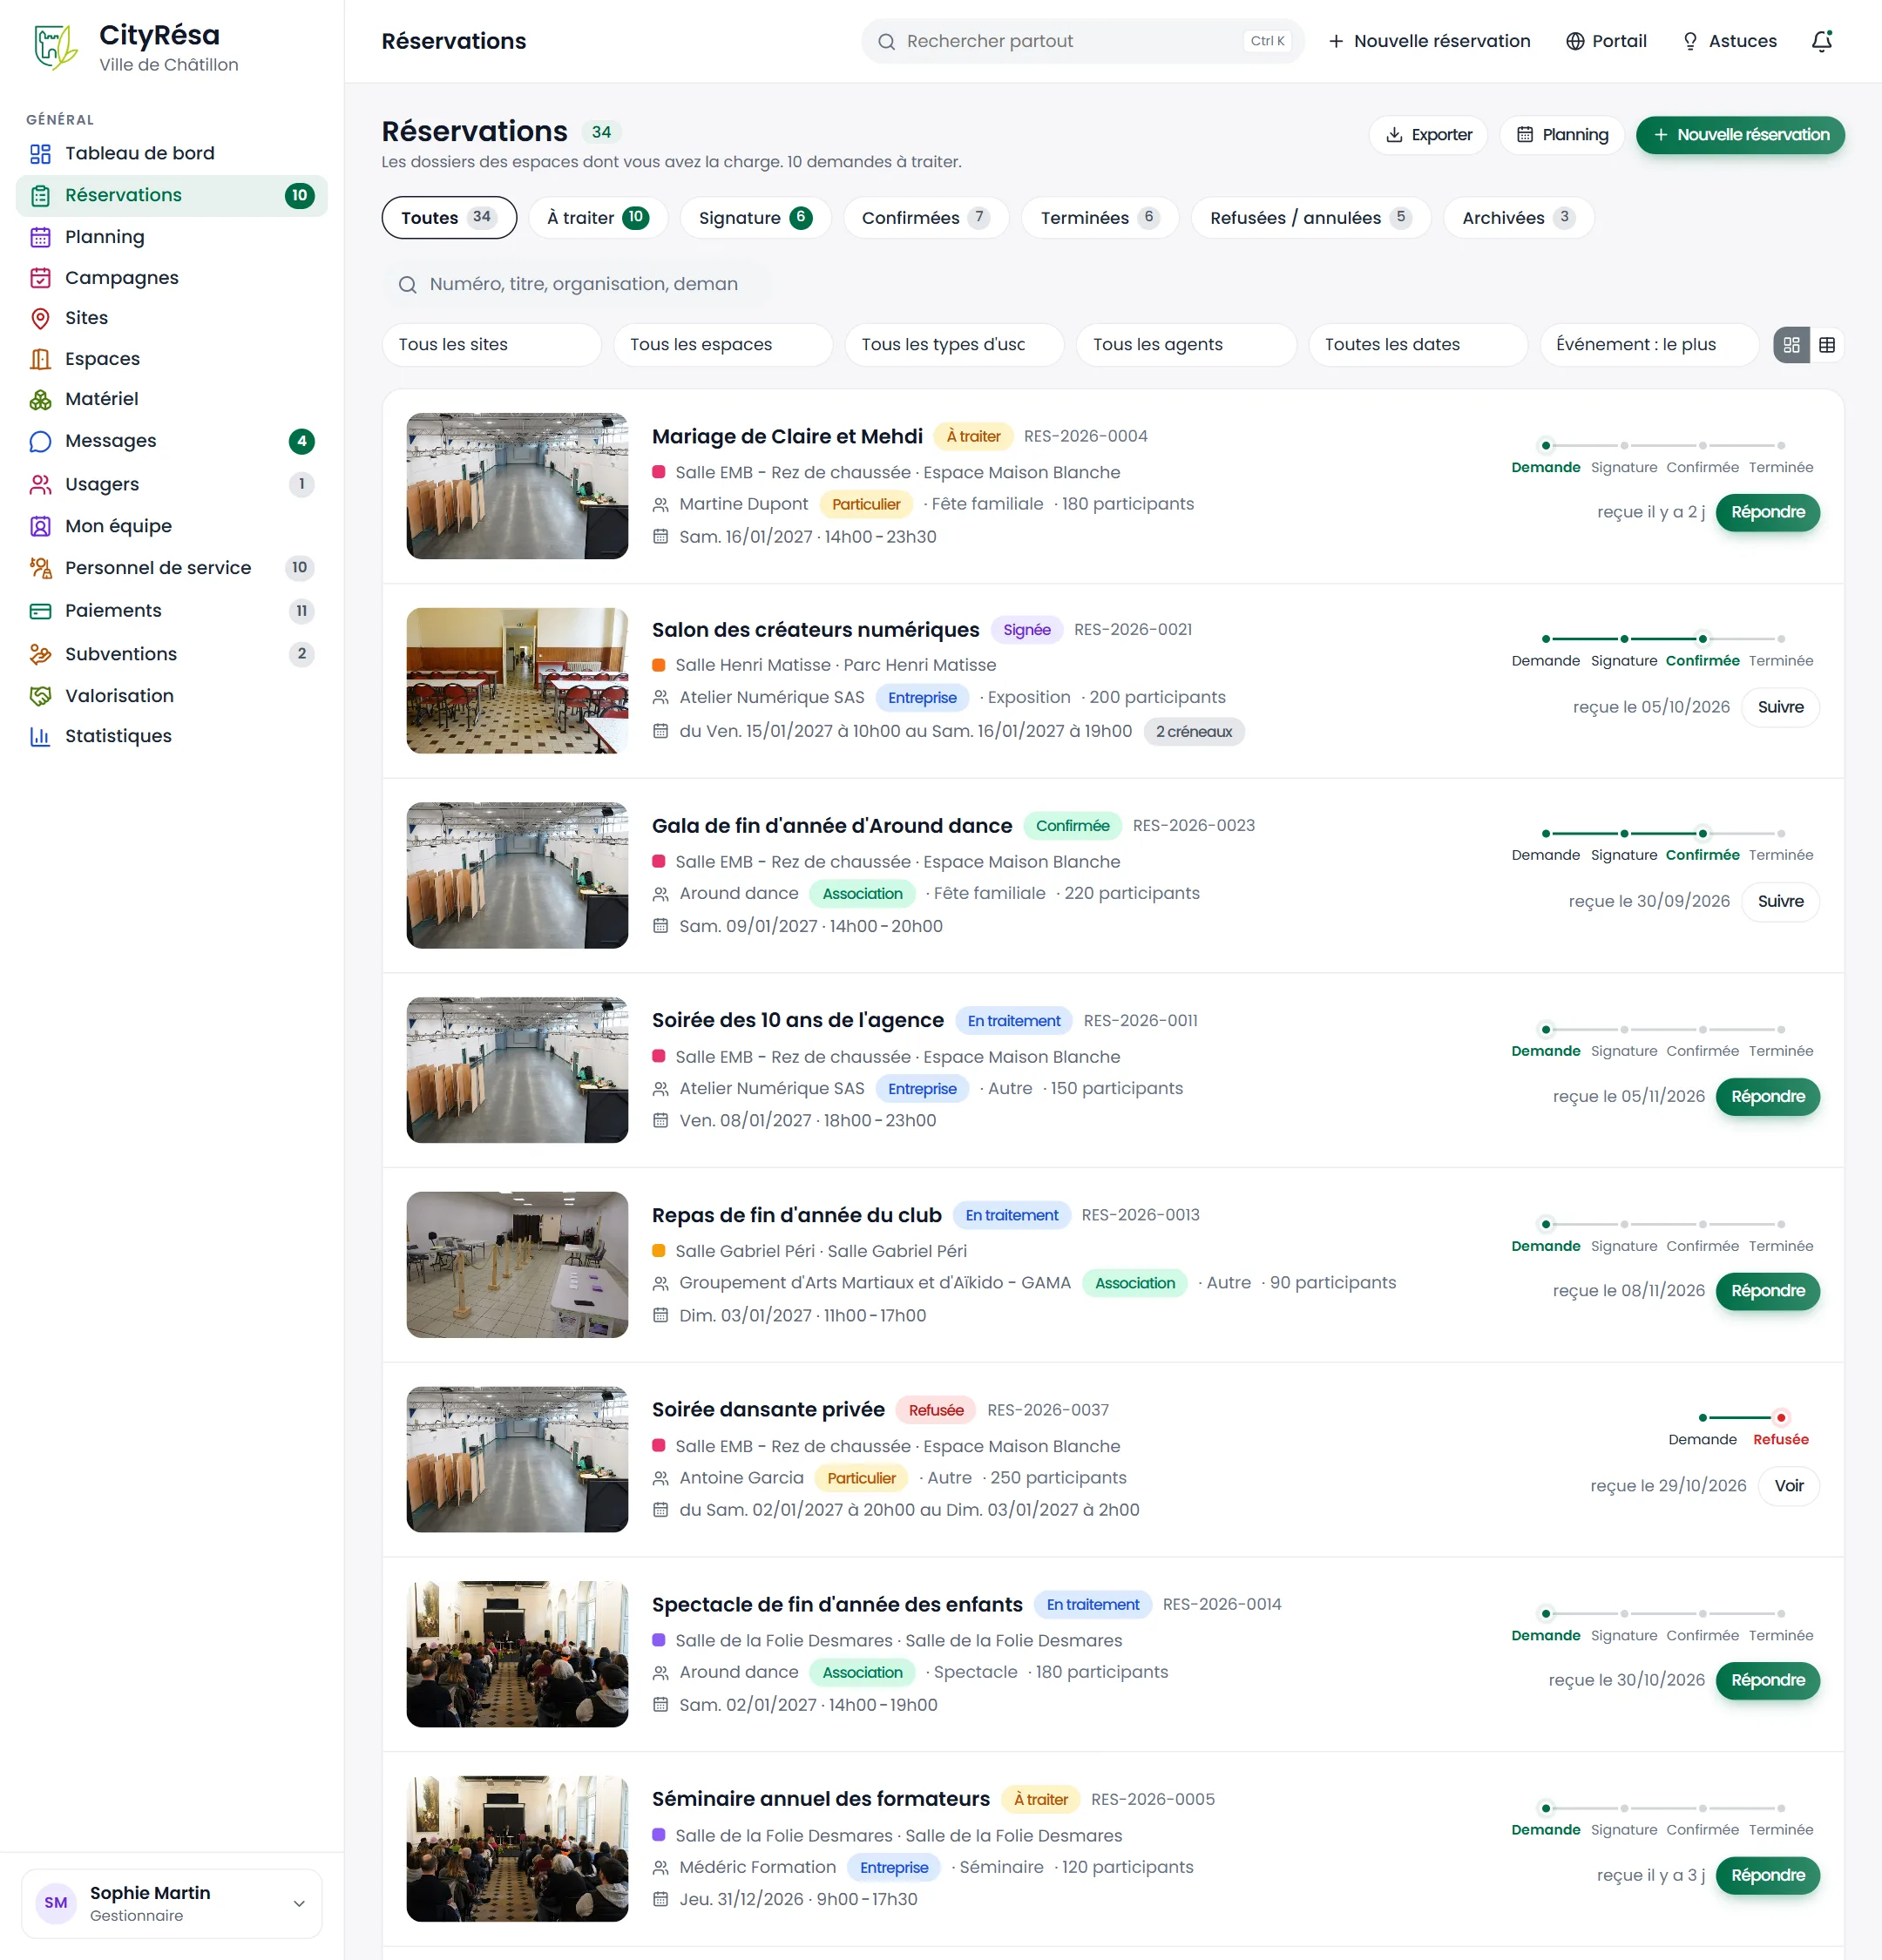 CityRésa
Ville de Châtillon
GÉNÉRAL
Tableau de bord
Réservations 10
Planning
Campagnes
Sites
Espaces
Matériel
Messages 4
Usagers 1
Mon équipe
Personnel de service 10
Paiements 11
Subventions 2
Valorisation
Statistiques
SM Sophie Martin
Gestionnaire
Réservations
Rechercher partout Ctrl K
Nouvelle réservation
Portail
Astuces
Réservations 34
Les dossiers des espaces dont vous avez la charge. 10 demandes à traiter.
Exporter
Planning
Nouvelle réservation
Toutes 34 À traiter 10 Signature 6 Confirmées 7 Terminées 6 Refusées / annulées 5 Archivées 3
Numéro, titre, organisation, deman
Tous les sites Tous les espaces Tous les types d'usc Tous les agents Toutes les dates Événement : le plus
Mariage de Claire et Mehdi À traiter RES-2026-0004
Salle EMB - Rez de chaussée · Espace Maison Blanche
Martine Dupont Particulier · Fête familiale · 180 participants
Sam. 16/01/2027 · 14h00 - 23h30
Demande Signature Confirmée Terminée
reçue il y a 2 j Répondre
Salon des créateurs numériques Signée RES-2026-0021
Salle Henri Matisse · Parc Henri Matisse
Atelier Numérique SAS Entreprise · Exposition · 200 participants
du Ven. 15/01/2027 à 10h00 au Sam. 16/01/2027 à 19h00 2 créneaux
Demande Signature Confirmée Terminée
reçue le 05/10/2026 Suivre
Gala de fin d'année d'Around dance Confirmée RES-2026-0023
Salle EMB - Rez de chaussée · Espace Maison Blanche
Around dance Association · Fête familiale · 220 participants
Sam. 09/01/2027 · 14h00 - 20h00
Demande Signature Confirmée Terminée
reçue le 30/09/2026 Suivre
Soirée des 10 ans de l'agence En traitement RES-2026-0011
Salle EMB - Rez de chaussée · Espace Maison Blanche
Atelier Numérique SAS Entreprise · Autre · 150 participants
Ven. 08/01/2027 · 18h00 - 23h00
Demande Signature Confirmée Terminée
reçue le 05/11/2026 Répondre
Repas de fin d'année du club En traitement RES-2026-0013
Salle Gabriel Péri · Salle Gabriel Péri
Groupement d'Arts Martiaux et d'Aïkido - GAMA Association · Autre · 90 participants
Dim. 03/01/2027 · 11h00 - 17h00
Demande Signature Confirmée Terminée
reçue le 08/11/2026 Répondre
Soirée dansante privée Refusée RES-2026-0037
Salle EMB - Rez de chaussée · Espace Maison Blanche
Antoine Garcia Particulier · Autre · 250 participants
du Sam. 02/01/2027 à 20h00 au Dim. 03/01/2027 à 2h00
Demande Refusée
reçue le 29/10/2026 Voir
Spectacle de fin d'année des enfants En traitement RES-2026-0014
Salle de la Folie Desmares · Salle de la Folie Desmares
Around dance Association · Spectacle · 180 participants
Sam. 02/01/2027 · 14h00 - 19h00
Demande Signature Confirmée Terminée
reçue le 30/10/2026 Répondre
Séminaire annuel des formateurs À traiter RES-2026-0005
Salle de la Folie Desmares · Salle de la Folie Desmares
Médéric Formation Entreprise · Séminaire · 120 participants
Jeu. 31/12/2026 · 9h00 - 17h30
Demande Signature Confirmée Terminée
reçue il y a 3 j Répondre